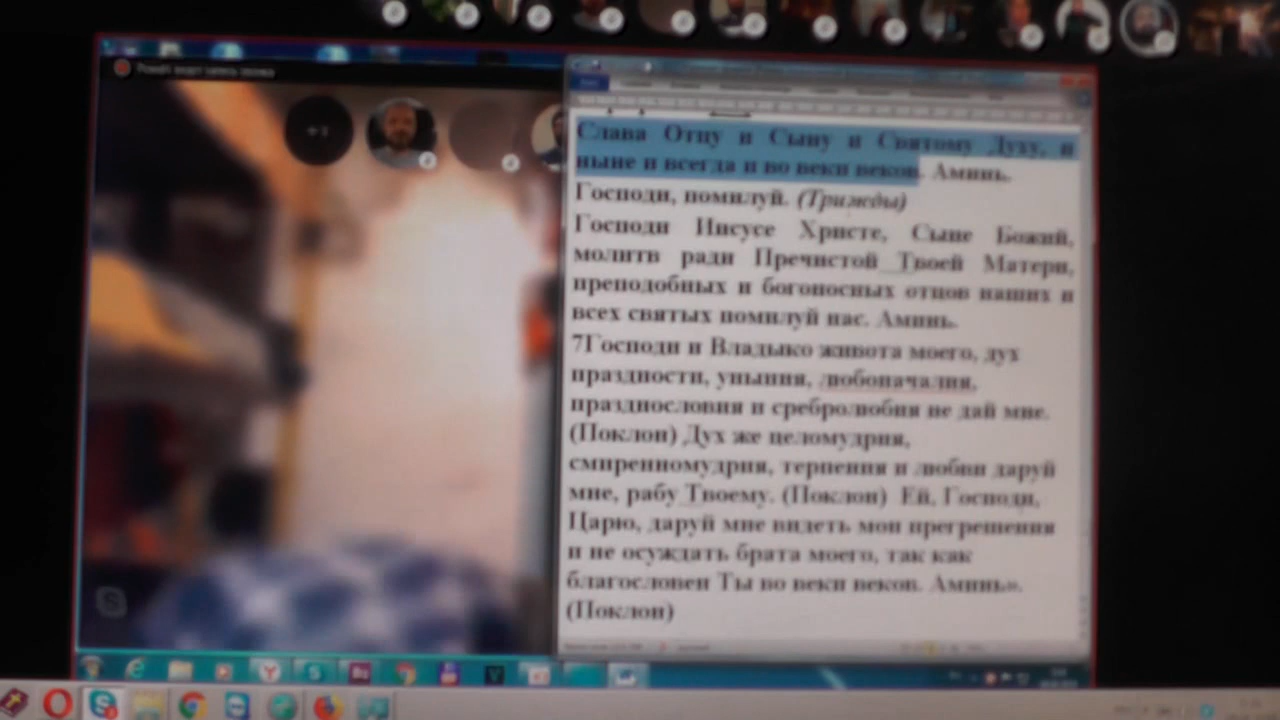 +1
Слава Отцу и Сыну и Святому Духу, и
ныне и всегда и во веки веков. Аминь.
Господи, помилуй. (Трижды)
Господи Иисусе Христе, Сыне Божий,
молитв ради Пречистой Твоей Матери,
преподобных и богоносных отцов наших и
всех святых помилуй нас. Аминь.
7Господи и Владыко живота моего, дух
праздности, уныния, любоначалия,
празднословия и сребролюбия не дай мне.
(Поклон) Дух же целомудрия,
смиренномудрия, терпения и любви даруй
мне, рабу Твоему. (Поклон) Ей, Господи,
Царю, даруй мне видеть мои прегрешения
и не осуждать брата моего, так как
благословен Ты во веки веков. Аминь».
(Поклон)